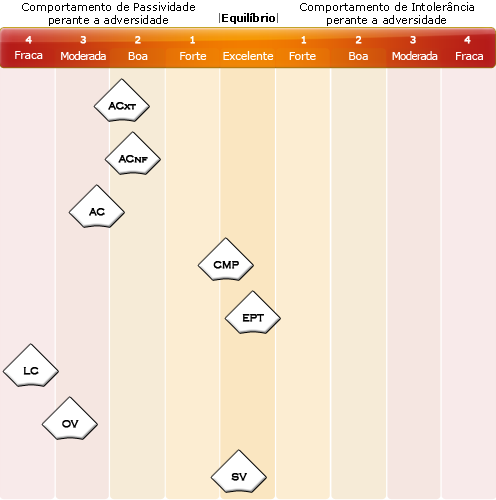 Comportamento de Passividade
perante a adversidade
|Equilíbrio|
Comportamento de Intolerância
perante a adversidade
4 3 2 1 1 2 3 4
Fraca Moderada Boa Forte Excelente Forte Boa Moderada Fraca
ACXT
ACNF
AC
CMP
EPT
LC
OV
SV